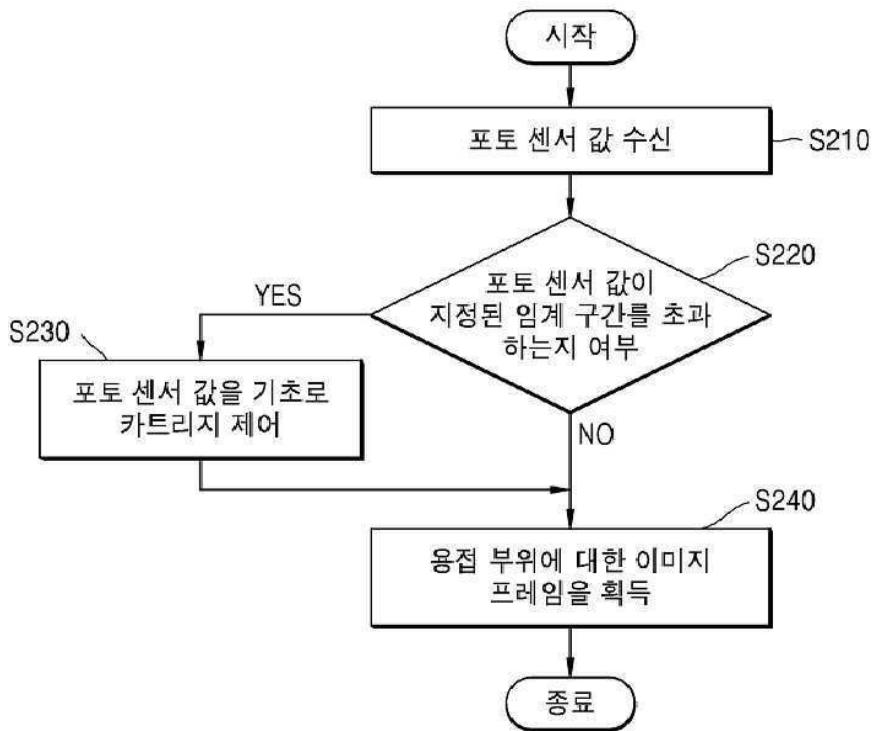 시작
포토 센서 값 수신
S210
S220
포토 센서 값이
지정된 임계 구간를 초과
하는지 여부
YES
S230
포토 센서 값을 기초로
카트리지 제어
NO
S240
용접 부위에 대한 이미지
프레임을 획득
종료